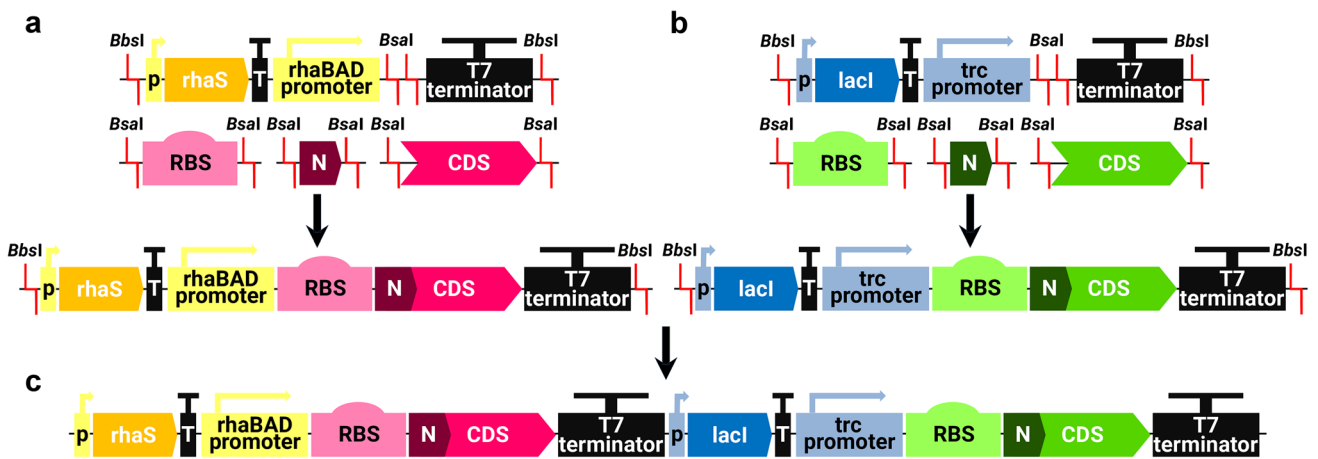 a
BbsI
BsaI
BbsI
p
rhaS
T
rhaBAD
promoter
T7
terminator
BsaI
BsaI
BsaI
BsaI
BsaI
BsaI
RBS
N
CDS
b
BbsI
BsaI
BbsI
p
lacI
T
trc
promoter
T7
terminator
BsaI
BsaI
BsaI
BsaI
BsaI
BsaI
RBS
N
CDS
BbsI
BbsI
p
rhaS
T
rhaBAD
promoter
RBS
N
CDS
T7
terminator
BbsI
BbsI
p
lacI
T
trc
promoter
RBS
N
CDS
T7
terminator
c
p
rhaS
T
rhaBAD
promoter
RBS
N
CDS
T7
terminator
p
lacI
T
trc
promoter
RBS
N
CDS
T7
terminator